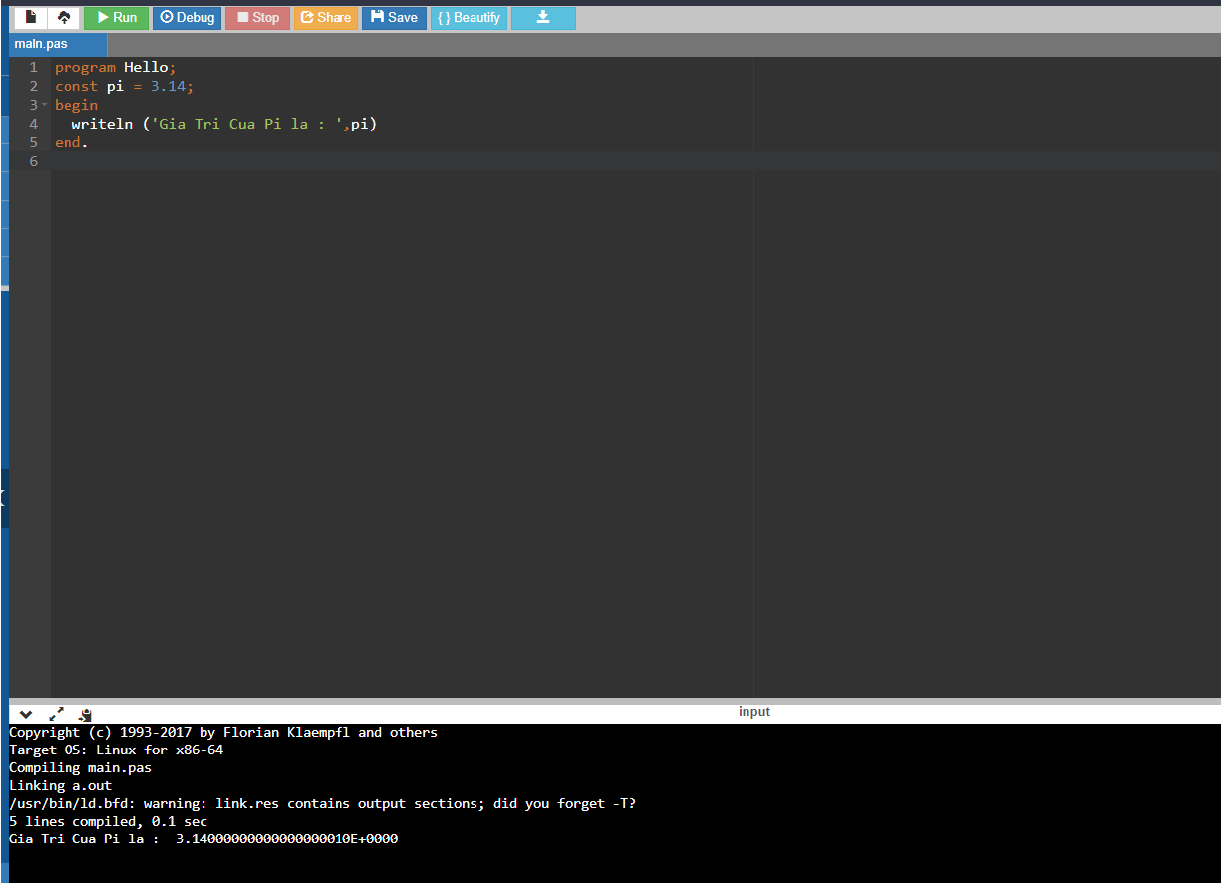 Run Debug Stop Share Save { } Beautify
main.pas
1 program Hello;
2 const pi = 3.14;
3 begin
4 writeln ('Gia Tri Cua Pi la : ',pi)
5 end.
6
input
Copyright (c) 1993-2017 by Florian Klaempfl and others
Target OS: Linux for x86-64
Compiling main.pas
Linking a.out
/usr/bin/ld.bfd: warning: link.res contains output sections; did you forget -T?
5 lines compiled, 0.1 sec
Gia Tri Cua Pi la :  3.14000000000000000010E+0000